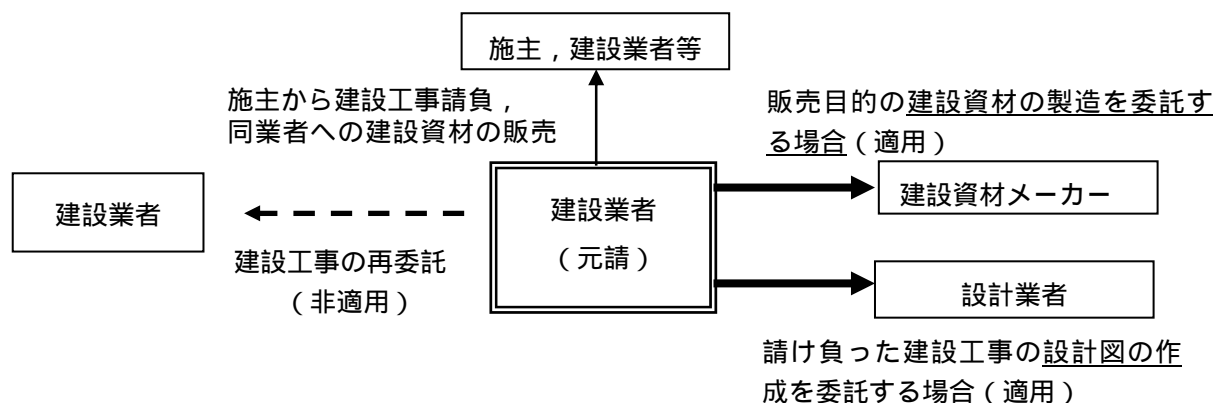 施主，建設業者等
施主から建設工事請負，
同業者への建設資材の販売
販売目的の建設資材の製造を委託す
る場合（適用）
建設業者
建設業者
（元請）
建設資材メーカー
建設工事の再委託
（非適用）
設計業者
請け負った建設工事の設計図の作
成を委託する場合（適用）